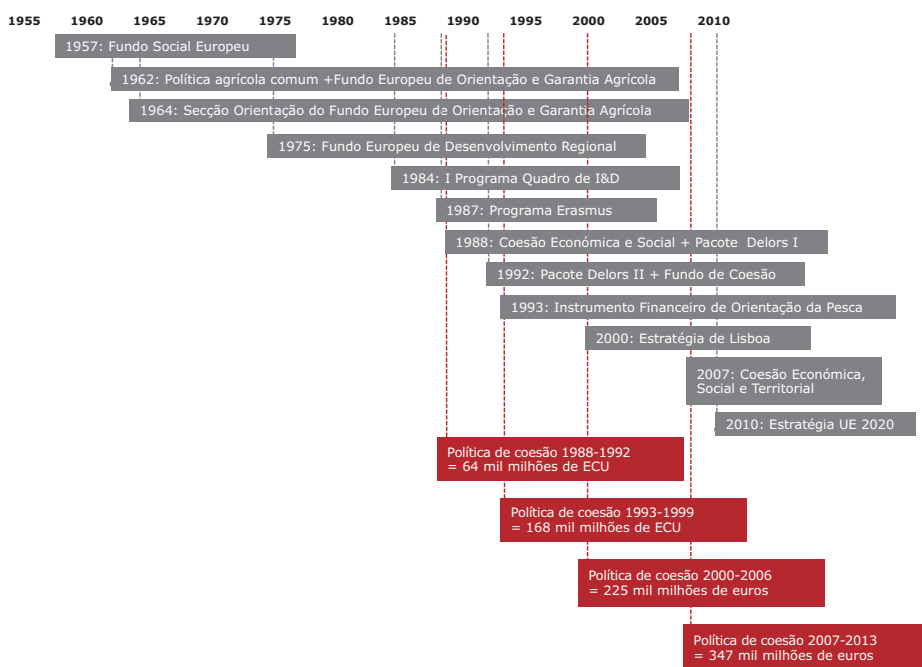 1955 1960 1965 1970 1975 1980 1985 1990 1995 2000 2005 2010
1957: Fundo Social Europeu
1962: Política agrícola comum +Fundo Europeu de Orientação e Garantia Agrícola
1964: Secção Orientação do Fundo Europeu de Orientação e Garantia Agrícola
1975: Fundo Europeu de Desenvolvimento Regional
1984: I Programa Quadro de I&D
1987: Programa Erasmus
1988: Coesão Económica e Social + Pacote Delors I
1992: Pacote Delors II + Fundo de Coesão
1993: Instrumento Financeiro de Orientação da Pesca
2000: Estratégia de Lisboa
2007: Coesão Económica,
Social e Territorial
2010: Estratégia UE 2020
Política de coesão 1988-1992
= 64 mil milhões de ECU
Política de coesão 1993-1999
= 168 mil milhões de ECU
Política de coesão 2000-2006
= 225 mil milhões de euros
Política de coesão 2007-2013
= 347 mil milhões de euros